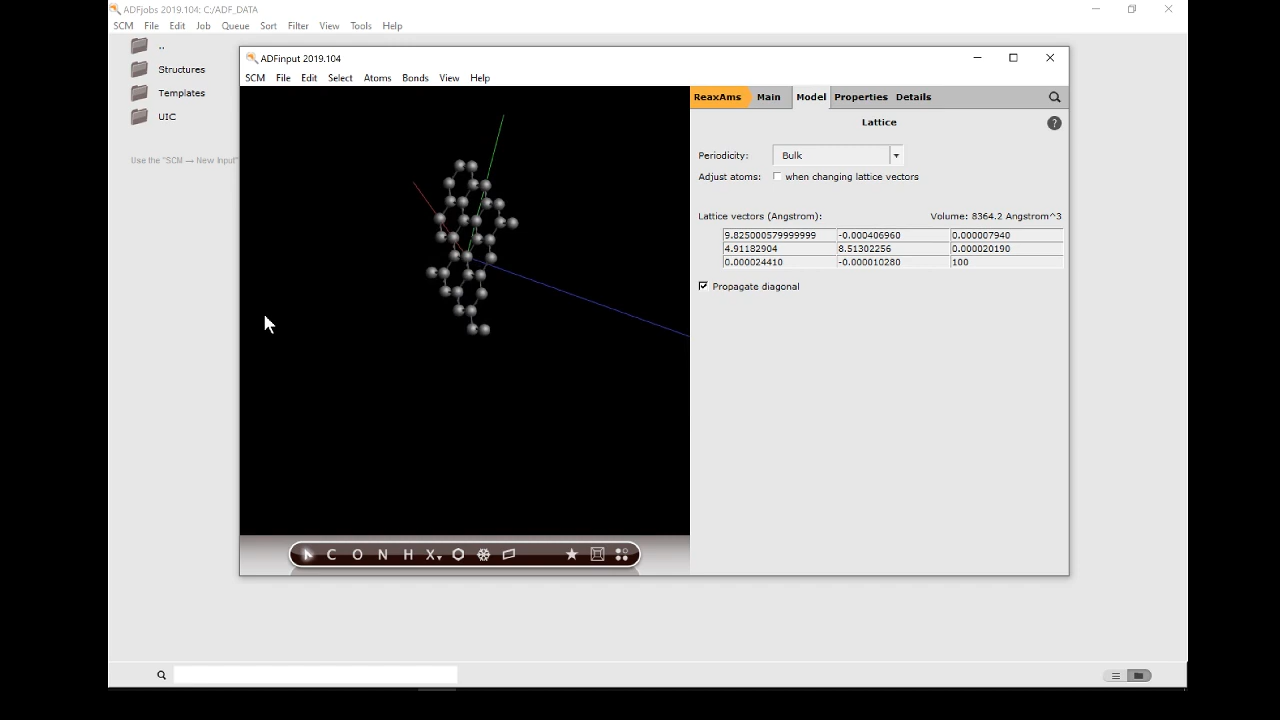 ADFjobs 2019.104: C:/ADF_DATA
SCM File Edit Job Queue Sort Filter View Tools Help
..
Structures
Templates
UIC
Use the "SCM → New Input"
ADFinput 2019.104
SCM File Edit Select Atoms Bonds View Help
ReaxAms Main Model Properties Details
Lattice
?
Periodicity: Bulk
Adjust atoms: when changing lattice vectors
Lattice vectors (Angstrom): Volume: 8364.2 Angstrom^3
9.825000579999999 -0.000406960 0.000007940
4.91182904 8.51302256 0.000020190
0.000024410 -0.000010280 100
Propagate diagonal
C O N H X